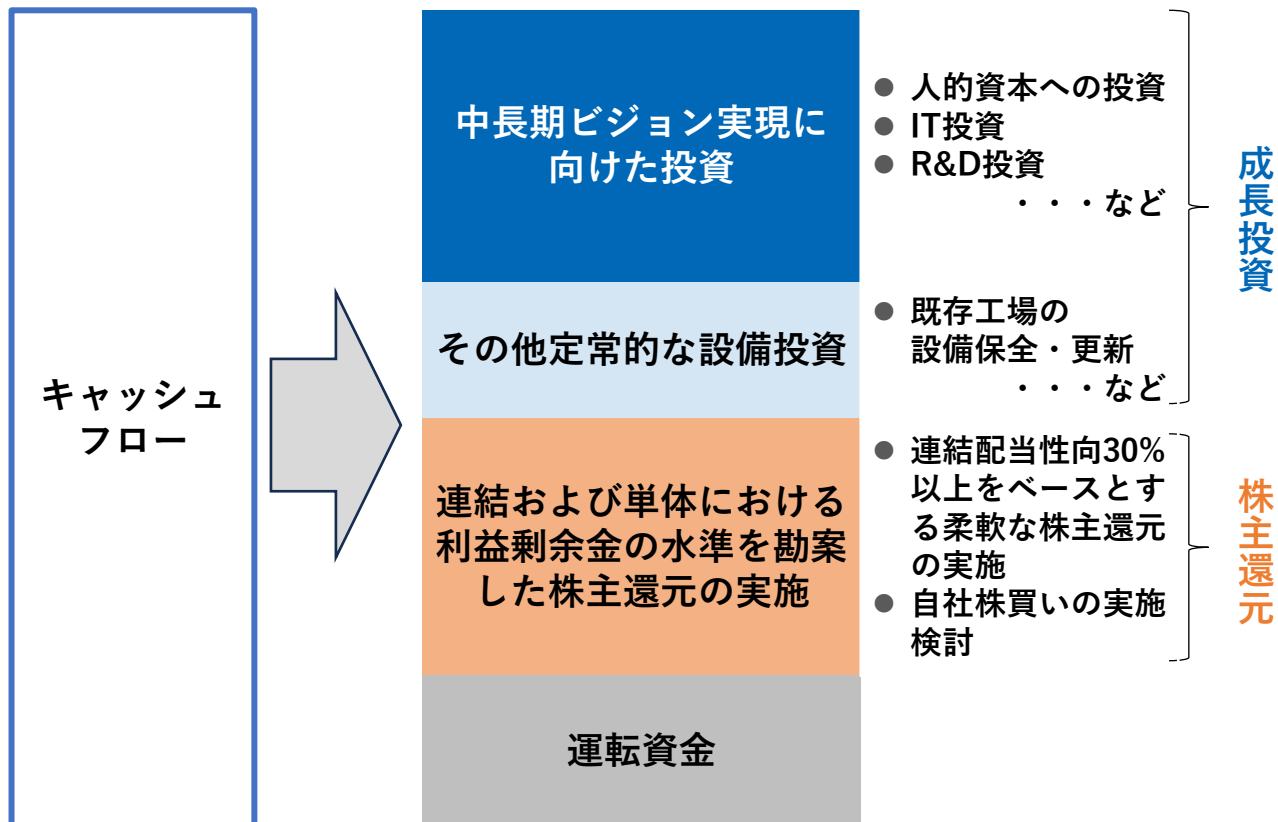 キャッシュ
フロー
中長期ビジョン実現に
向けた投資
● 人的資本への投資
● IT投資
● R&D投資
・・・など
その他定常的な設備投資
● 既存工場の
設備保全・更新
・・・など
成長投資
連結および単体における
利益剰余金の水準を勘案
した株主還元の実施
● 連結配当性向30%
以上をベースとす
る柔軟な株主還元
の実施
● 自社株買いの実施
検討
株主還元
運転資金